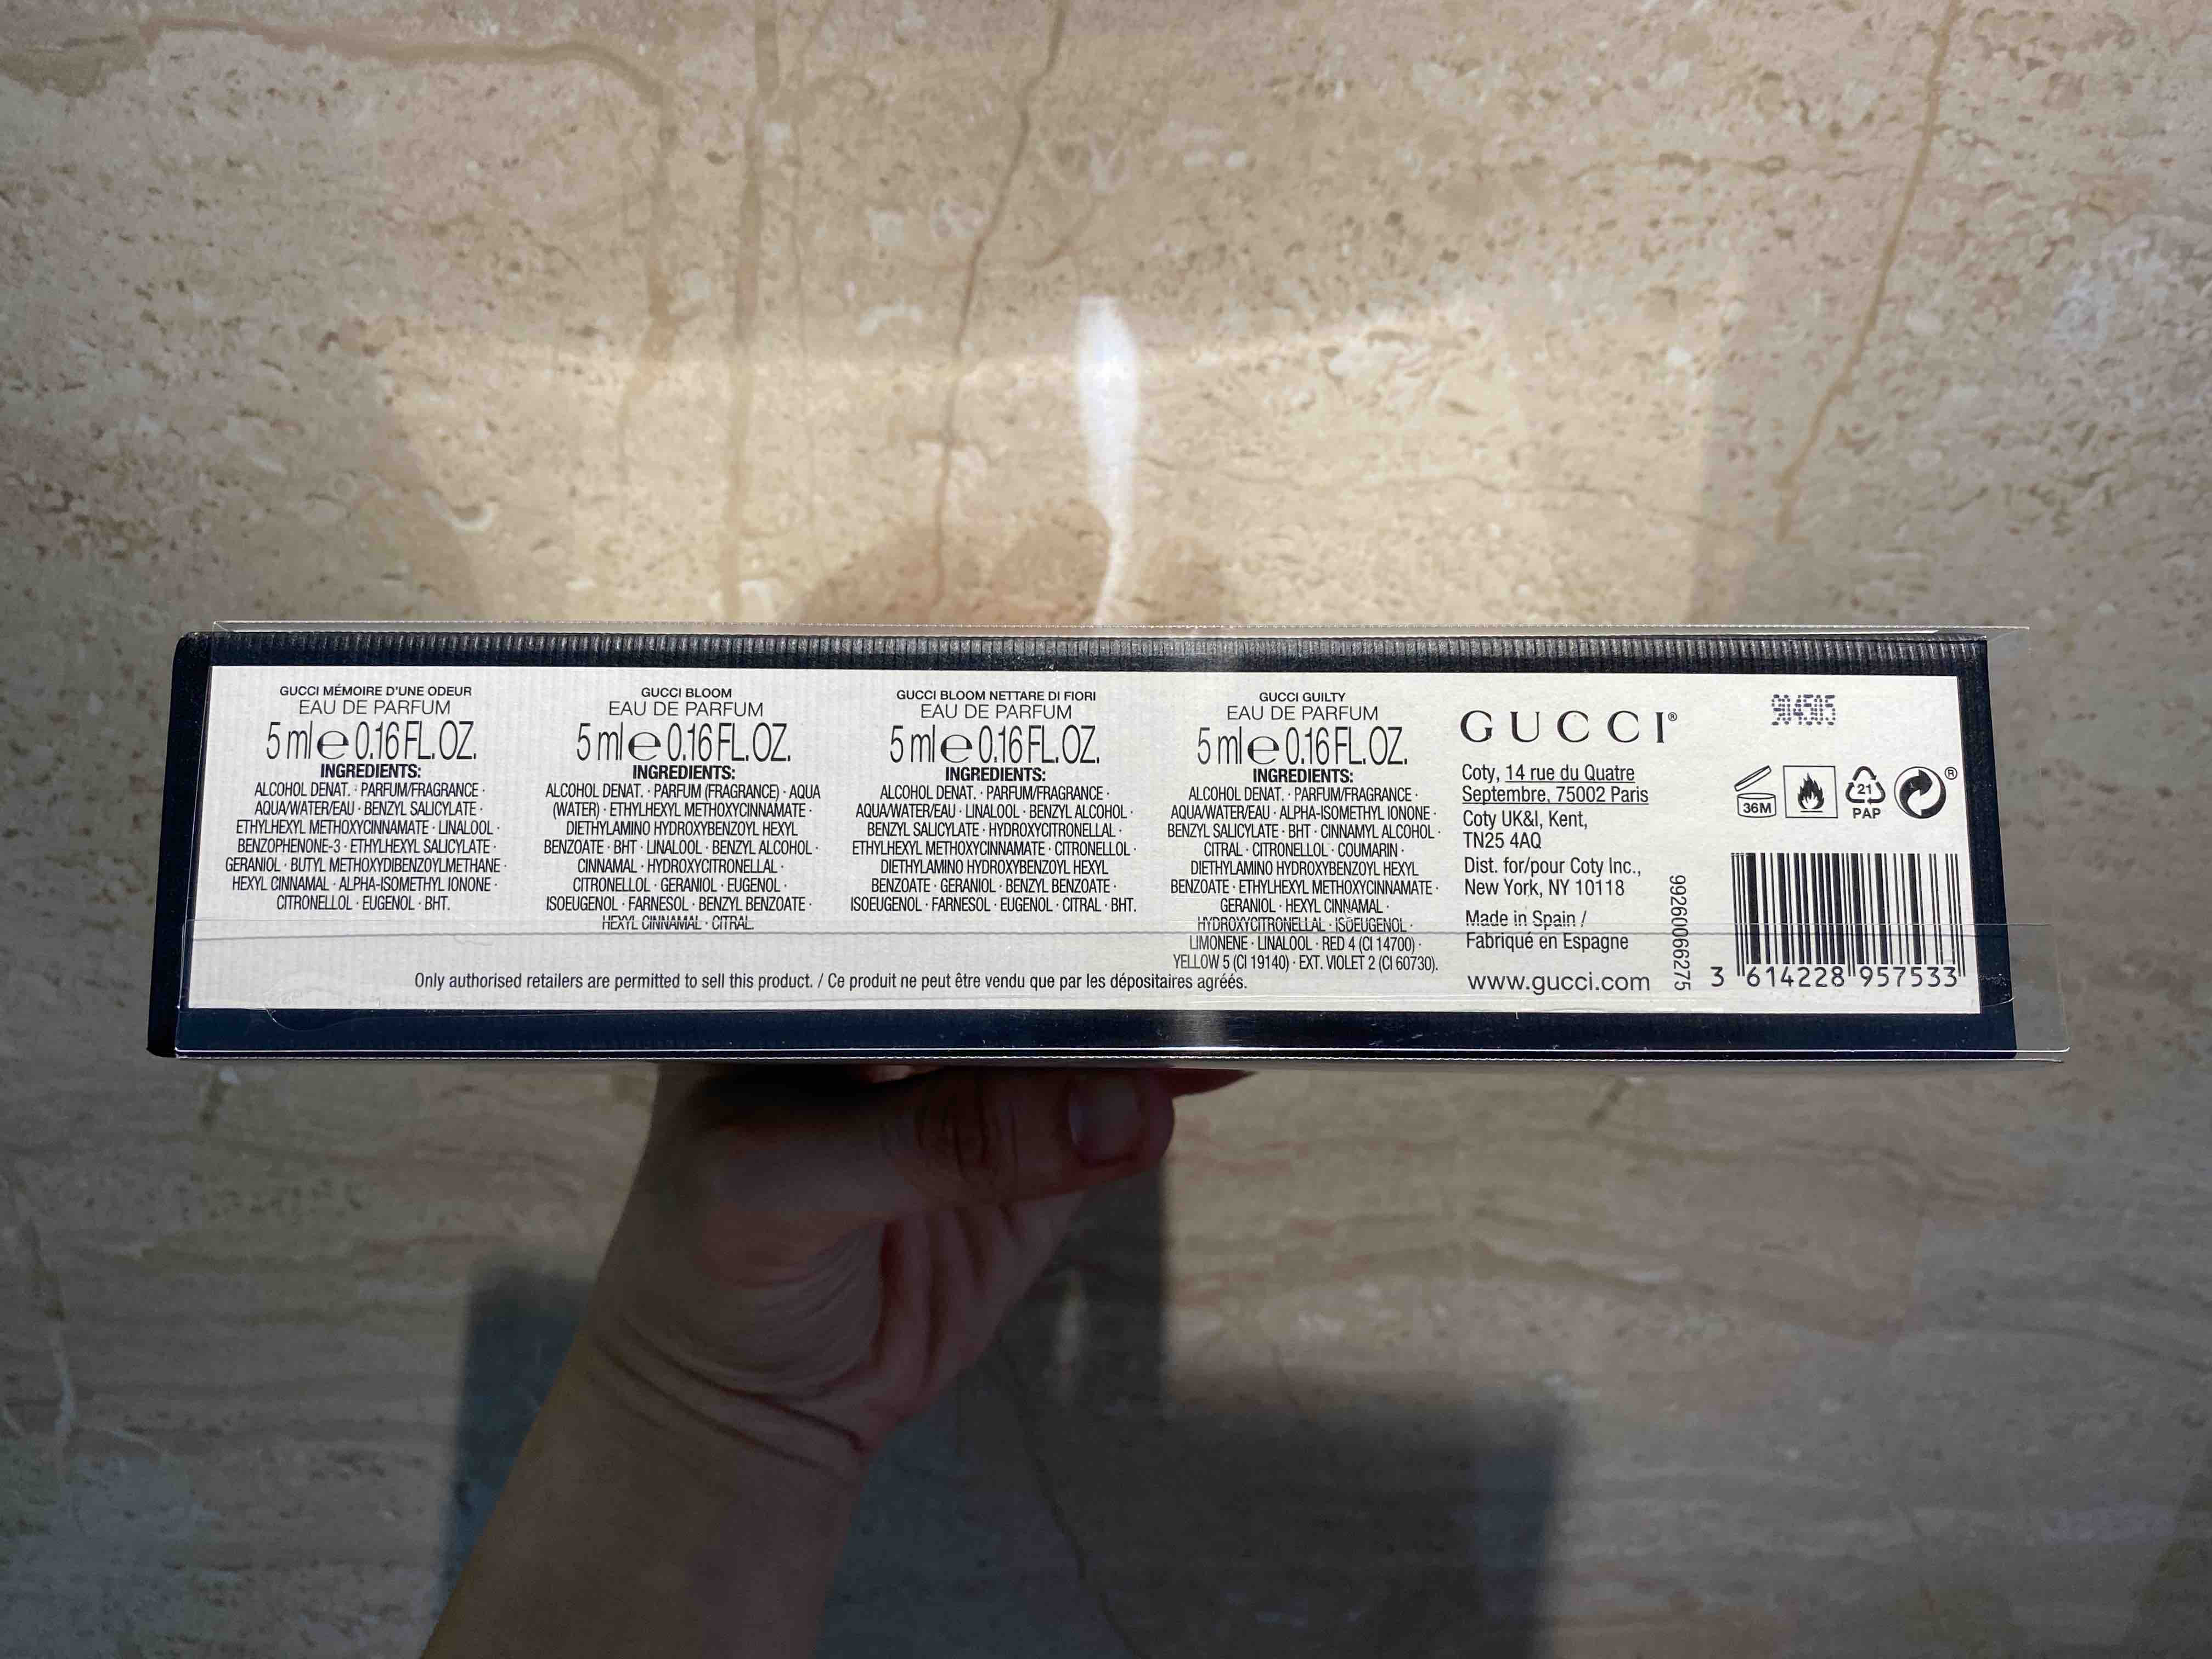 GUCCI MÉMOIRE D'UNE ODEUR
EAU DE PARFUM
5 ml e 0.16 FL.OZ.
INGREDIENTS:
ALCOHOL DENAT. · PARFUM/FRAGRANCE ·
AQUA/WATER/EAU · BENZYL SALICYLATE ·
ETHYLHEXYL METHOXYCINNAMATE · LINALOOL ·
BENZOPHENONE-3 · ETHYLHEXYL SALICYLATE ·
GERANIOL · BUTYL METHOXYDIBENZOYLMETHANE ·
HEXYL CINNAMAL · ALPHA-ISOMETHYL IONONE ·
CITRONELLOL · EUGENOL · BHT.
GUCCI BLOOM
EAU DE PARFUM
5 ml e 0.16 FL.OZ.
INGREDIENTS:
ALCOHOL DENAT. · PARFUM (FRAGRANCE) · AQUA
(WATER) · ETHYLHEXYL METHOXYCINNAMATE ·
DIETHYLAMINO HYDROXYBENZOYL HEXYL
BENZOATE · BHT · LINALOOL · BENZYL ALCOHOL ·
CINNAMAL · HYDROXYCITRONELLAL ·
CITRONELLOL · GERANIOL · EUGENOL ·
ISOEUGENOL · FARNESOL · BENZYL BENZOATE ·
HEXYL CINNAMAL · CITRAL.
GUCCI BLOOM NETTARE DI FIORI
EAU DE PARFUM
5 ml e 0.16 FL.OZ.
INGREDIENTS:
ALCOHOL DENAT. · PARFUM/FRAGRANCE ·
AQUA/WATER/EAU · LINALOOL · BENZYL ALCOHOL ·
BENZYL SALICYLATE · HYDROXYCITRONELLAL ·
ETHYLHEXYL METHOXYCINNAMATE · CITRONELLOL ·
DIETHYLAMINO HYDROXYBENZOYL HEXYL
BENZOATE · GERANIOL · BENZYL BENZOATE ·
ISOEUGENOL · FARNESOL · EUGENOL · CITRAL · BHT.
GUCCI GUILTY
EAU DE PARFUM
5 ml e 0.16 FL.OZ.
INGREDIENTS:
ALCOHOL DENAT. · PARFUM/FRAGRANCE ·
AQUA/WATER/EAU · ALPHA-ISOMETHYL IONONE ·
BENZYL SALICYLATE · BHT · CINNAMYL ALCOHOL ·
CITRAL · CITRONELLOL · COUMARIN ·
DIETHYLAMINO HYDROXYBENZOYL HEXYL
BENZOATE · ETHYLHEXYL METHOXYCINNAMATE ·
GERANIOL · HEXYL CINNAMAL ·
HYDROXYCITRONELLAL · ISOEUGENOL ·
LIMONENE · LINALOOL · RED 4 (CI 14700) ·
YELLOW 5 (CI 19140) · EXT. VIOLET 2 (CI 60730).
Only authorised retailers are permitted to sell this product. / Ce produit ne peut être vendu que par les dépositaires agréés.
GUCCI®
Coty, 14 rue du Quatre
Septembre, 75002 Paris
Coty UK&I, Kent,
TN25 4AQ
Dist. for/pour Coty Inc.,
New York, NY 10118
Made in Spain /
Fabriqué en Espagne
www.gucci.com
99260066275
904505
36M
21
PAP
®
3 614228 957533